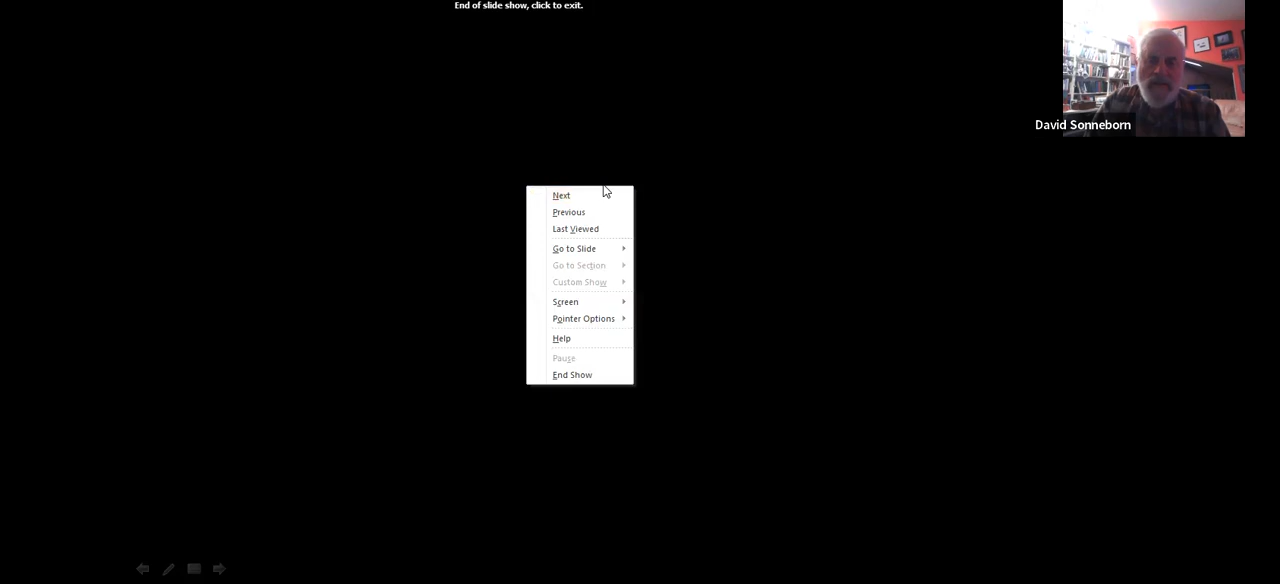 End of slide show, click to exit.
David Sonneborn
Next
Previous
Last Viewed
Go to Slide
Go to Section
Custom Show
Screen
Pointer Options
Help
Pause
End Show